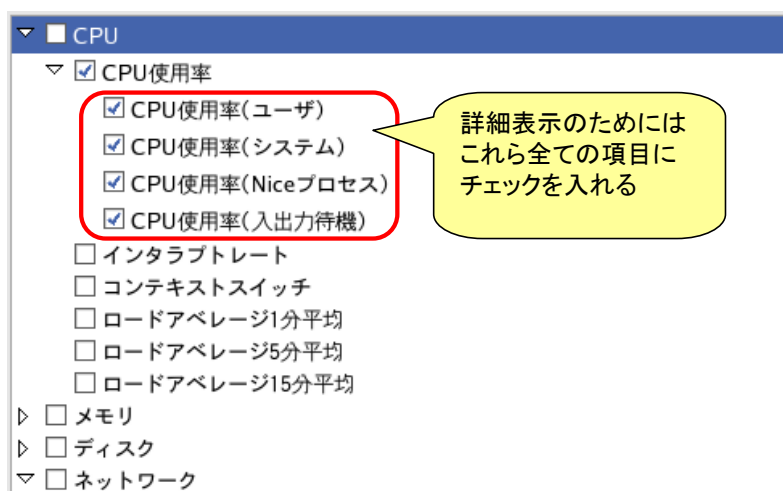 CPU
CPU使用率
CPU使用率(ユーザ)
CPU使用率(システム)
CPU使用率(Niceプロセス)
CPU使用率(入出力待機)
詳細表示のためには
これら全ての項目に
チェックを入れる
インタラプトレート
コンテキストスイッチ
ロードアベレージ1分平均
ロードアベレージ5分平均
ロードアベレージ15分平均
メモリ
ディスク
ネットワーク